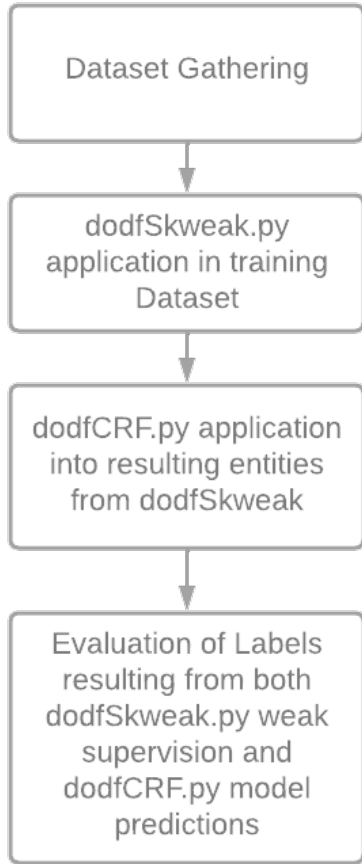 Dataset Gathering
dodfSkweak.py
application in training
Dataset
dodfCRF.py application
into resulting entities
from dodfSkweak
Evaluation of Labels
resulting from both
dodfSkweak.py weak
supervision and
dodfCRF.py model
predictions